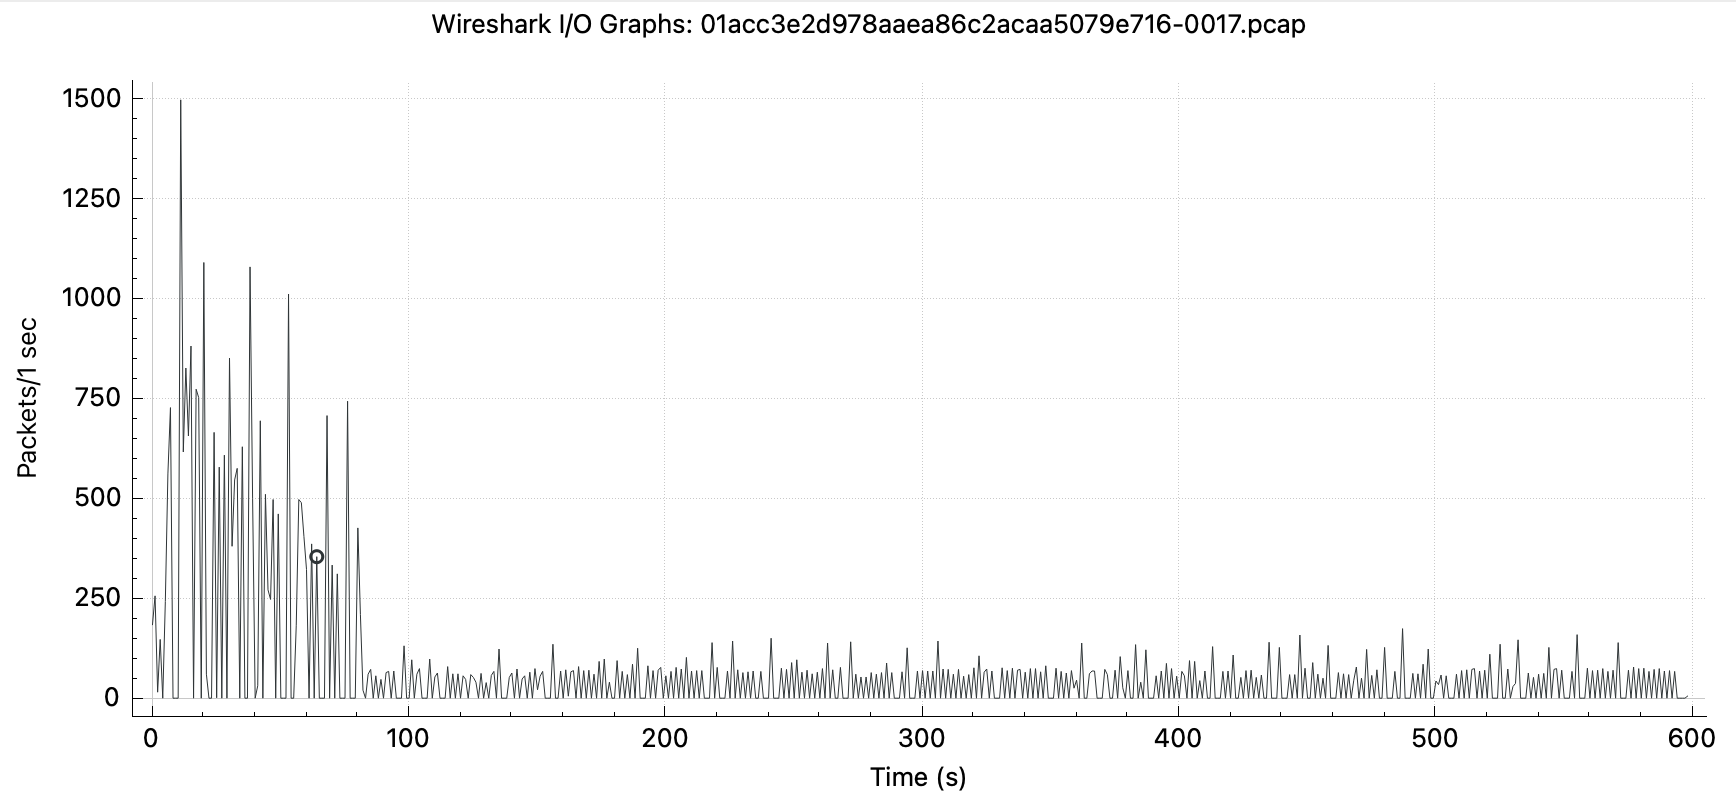 Wireshark I/O Graphs: 01acc3e2d978aaea86c2acaa5079e716-0017.pcap
1500
1250
1000
750
500
250
0
Packets/1 sec
0 100 200 300 400 500 600
Time (s)